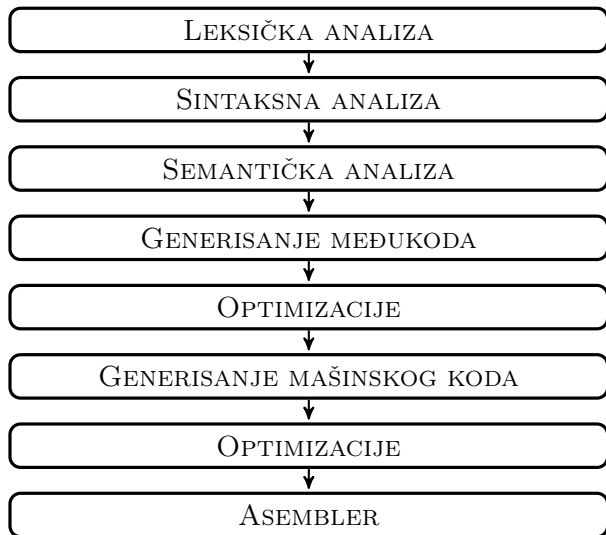 Leksička analiza
Sintaksna analiza
Semantička analiza
Generisanje međukoda
Optimizacije
Generisanje mašinskog koda
Optimizacije
Asembler